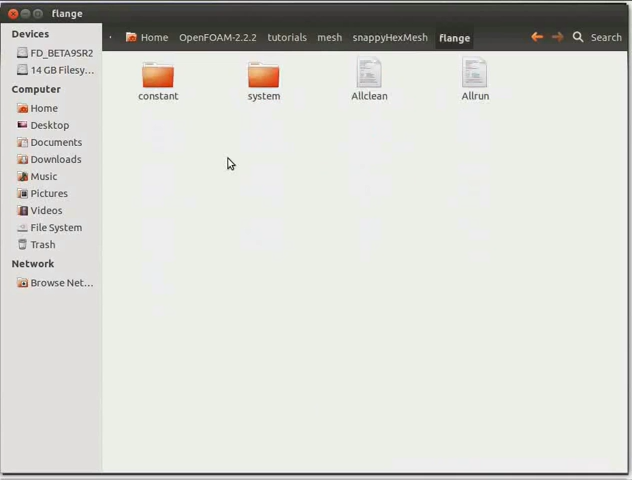 flange
Devices
FD_BETA9SR2
14 GB Filesy...
Computer
Home
Desktop
Documents
Downloads
Music
Pictures
Videos
File System
Trash
Network
Browse Net...
Home OpenFOAM-2.2.2 tutorials mesh snappyHexMesh flange Search
constant system Allclean Allrun